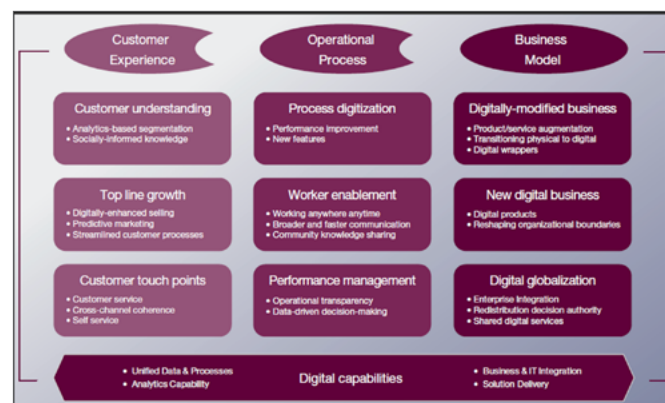 Customer
Experience
Operational
Process
Business
Model
Customer understanding
• Analytics-based segmentation
• Socially-informed knowledge
Process digitization
• Performance improvement
• New features
Digitally-modified business
• Product/service augmentation
• Transitioning physical to digital
• Digital wrappers
Top line growth
• Digitally-enhanced selling
• Predictive marketing
• Streamlined customer processes
Worker enablement
• Working anywhere anytime
• Broader and faster communication
• Community knowledge sharing
New digital business
• Digital products
• Reshaping organizational boundaries
Customer touch points
• Customer service
• Cross-channel coherence
• Self service
Performance management
• Operational transparency
• Data-driven decision-making
Digital globalization
• Enterprise Integration
• Redistribution decision authority
• Shared digital services
• Unified Data & Processes
• Analytics Capability
Digital capabilities
• Business & IT Integration
• Solution Delivery